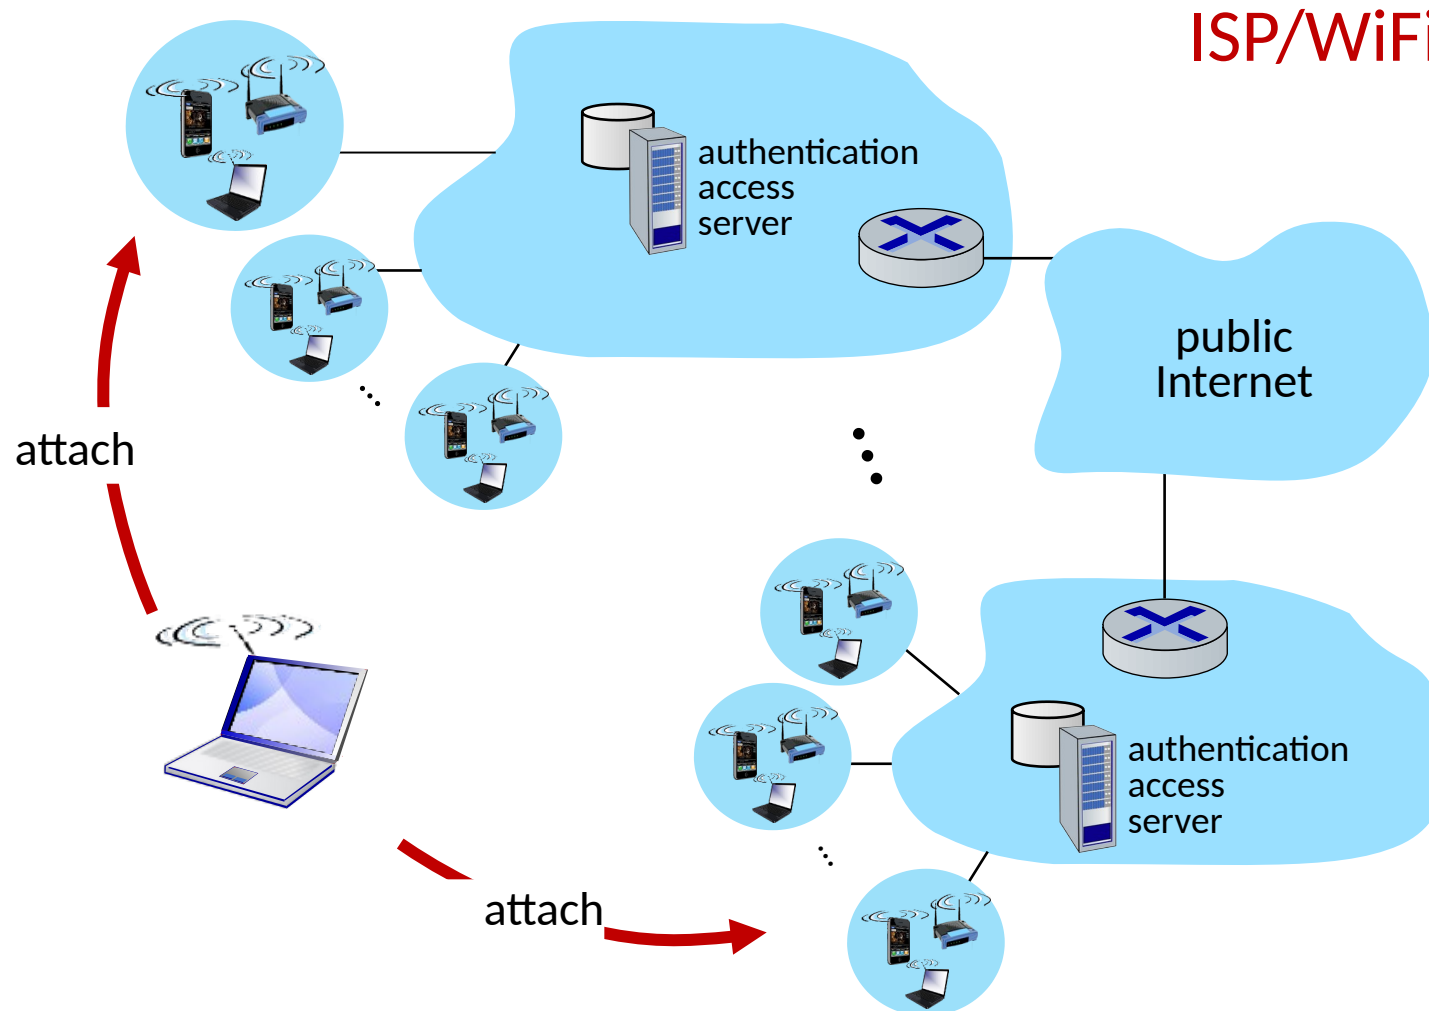 ISP/WiFi
authentication
access
server
public
Internet
attach
authentication
access
server
attach